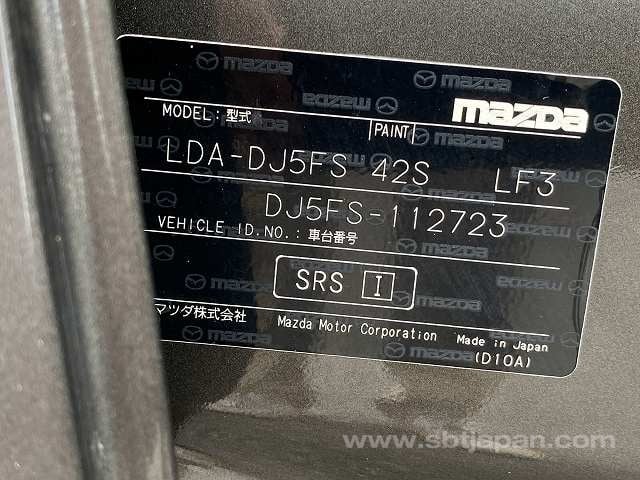 mazda
MODEL:型式
PAINT
LDA-DJ5FS 42S LF3
DJ5FS-112723
VEHICLE ID.NO.:車台番号
SRS I
マツダ株式会社 Mazda Motor Corporation Made in Japan
(D10A)
www.sbtjapan.com